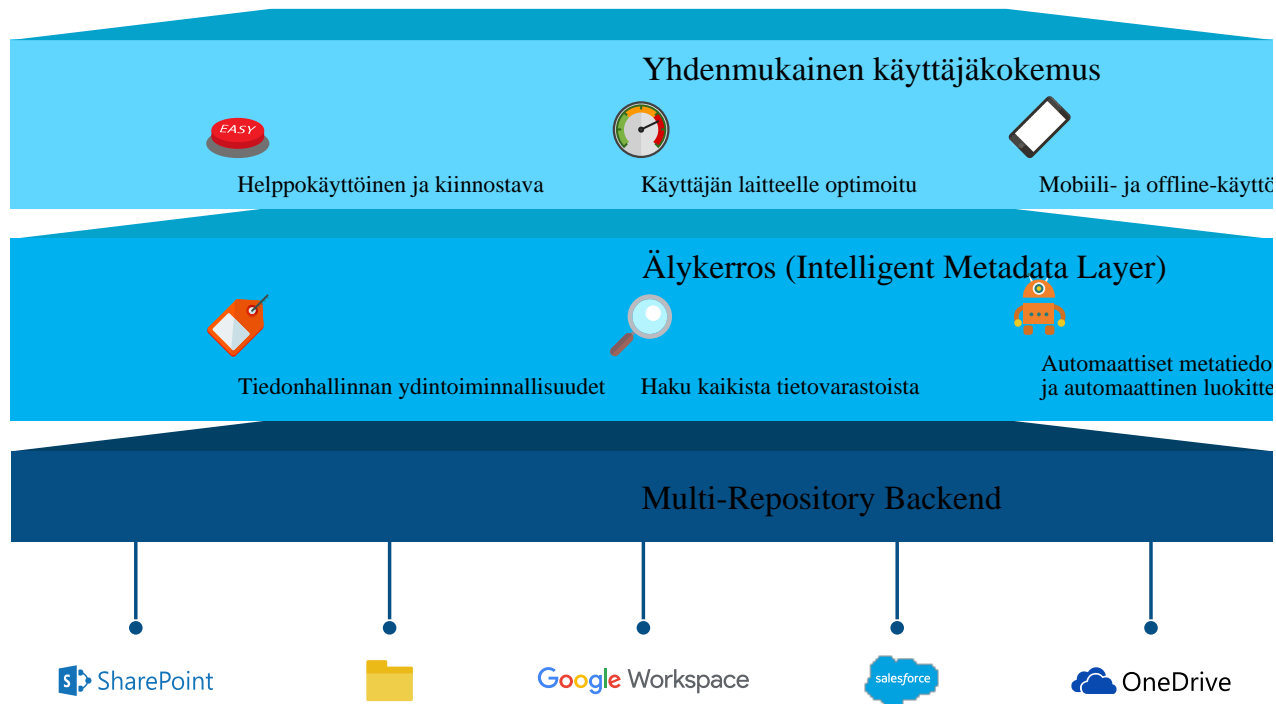 Yhdenmukainen käyttäjäkokemus
EASY
Helppokäyttöinen ja kiinnostava
Käyttäjän laitteelle optimoitu
Mobiili- ja offline-käyttö
Älykerros (Intelligent Metadata Layer)
Tiedonhallinnan ydintoiminnallisuudet
Haku kaikista tietovarastoista
Automaattiset metatiedo
ja automaattinen luokitte
Multi-Repository Backend
S SharePoint
Google Workspace
salesforce
OneDrive